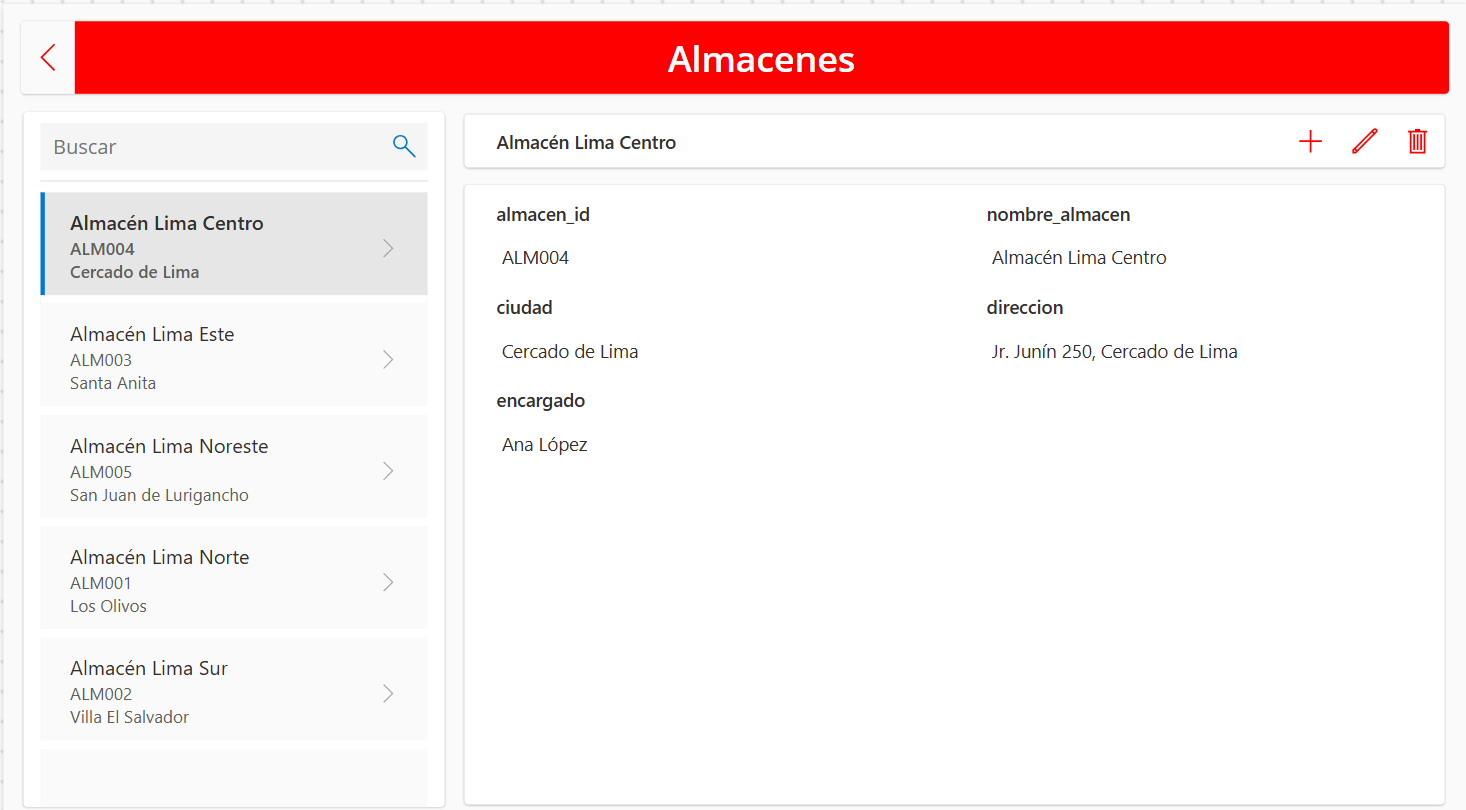 Almacenes
Buscar
Almacén Lima Centro
ALM004
Cercado de Lima
Almacén Lima Este
ALM003
Santa Anita
Almacén Lima Noreste
ALM005
San Juan de Lurigancho
Almacén Lima Norte
ALM001
Los Olivos
Almacén Lima Sur
ALM002
Villa El Salvador
Almacén Lima Centro
almacen_id
nombre_almacen
ALM004
Almacén Lima Centro
ciudad
direccion
Cercado de Lima
Jr. Junín 250, Cercado de Lima
encargado
Ana López